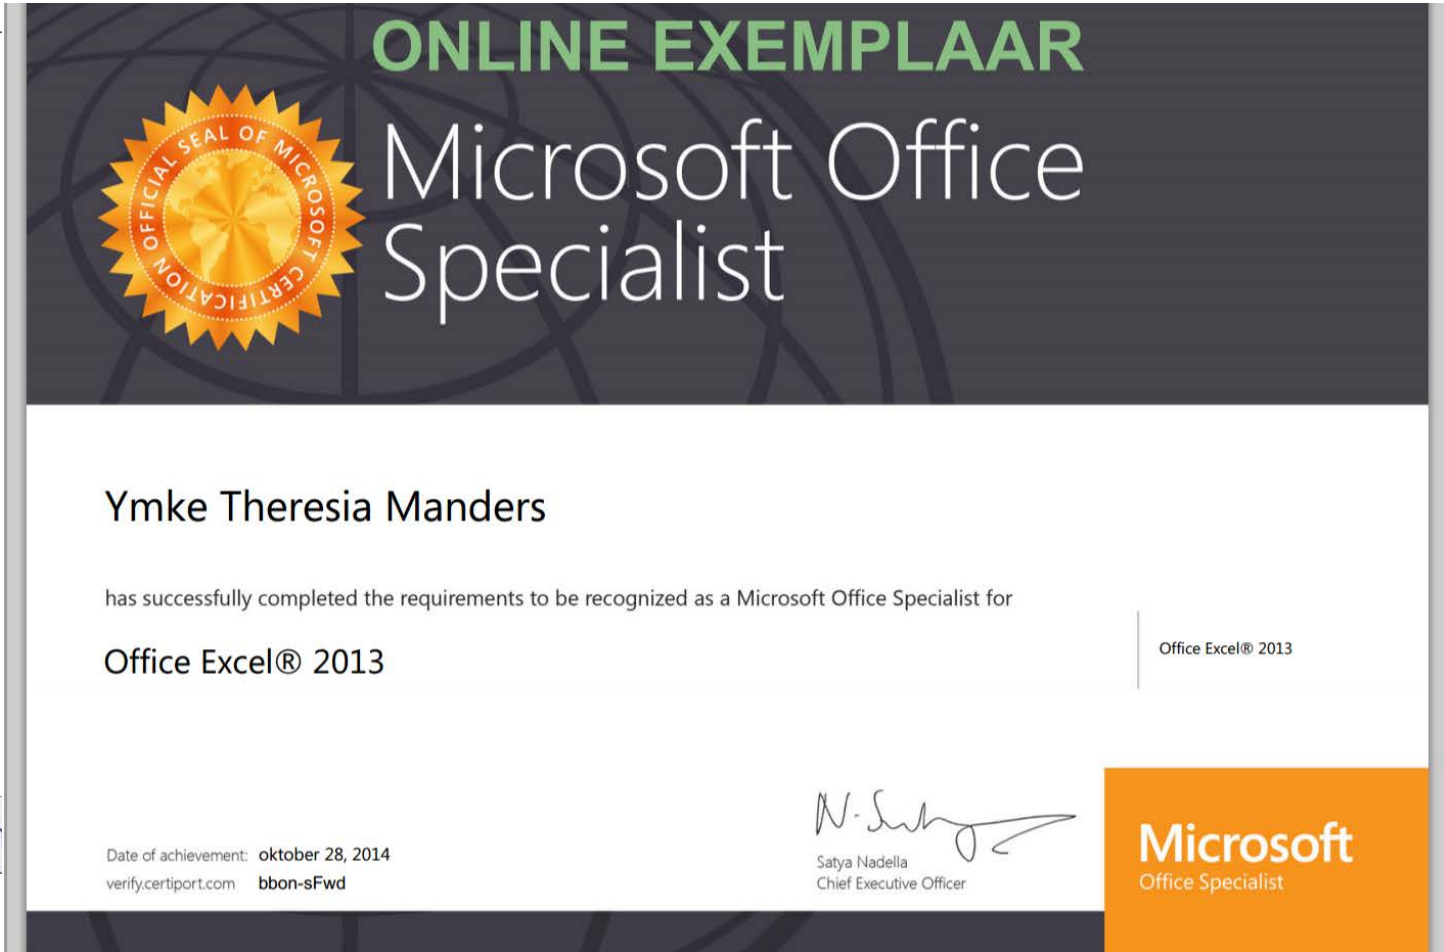 ONLINE EXEMPLAAR
OFFICIAL SEAL OF MICROSOFT CERTIFICATION
Microsoft Office
Specialist
Ymke Theresia Manders
has successfully completed the requirements to be recognized as a Microsoft Office Specialist for
Office Excel® 2013
Office Excel® 2013
Date of achievement: oktober 28, 2014
verify.certiport.com bbon-sFwd
Satya Nadella
Chief Executive Officer
Microsoft
Office Specialist